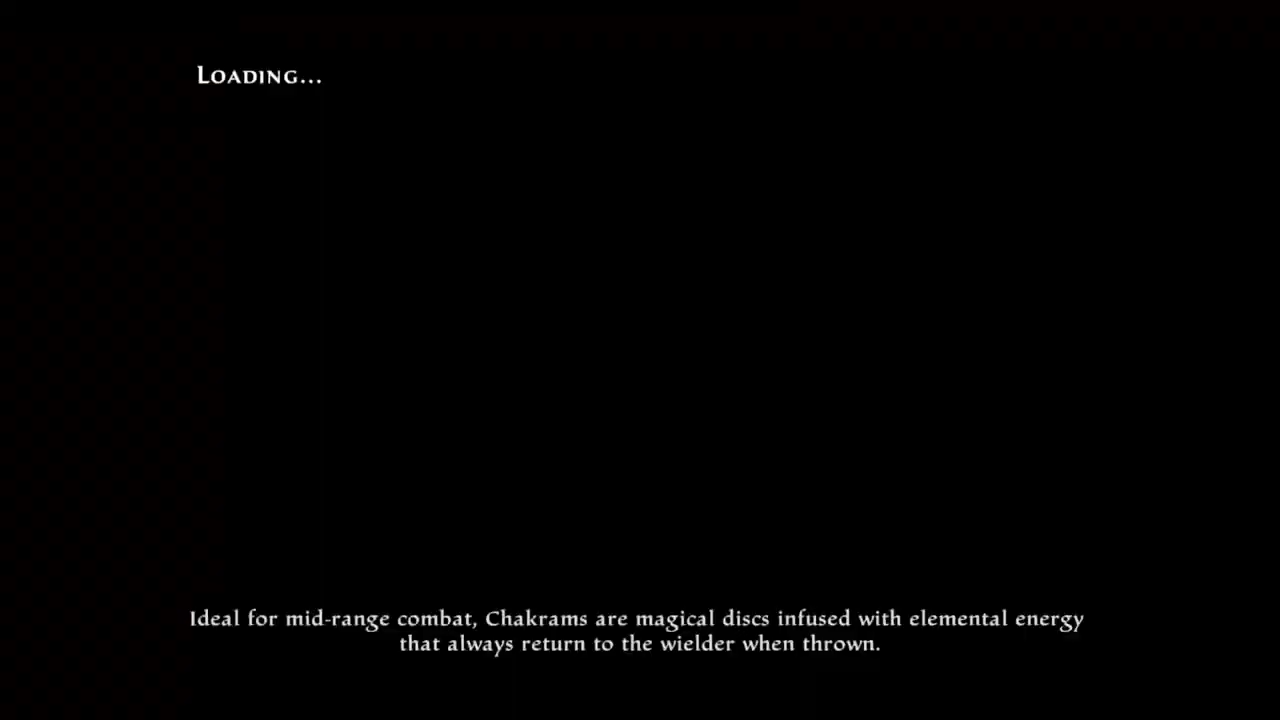 Loading...
Ideal for mid-range combat, Chakrams are magical discs infused with elemental energy
that always return to the wielder when thrown.